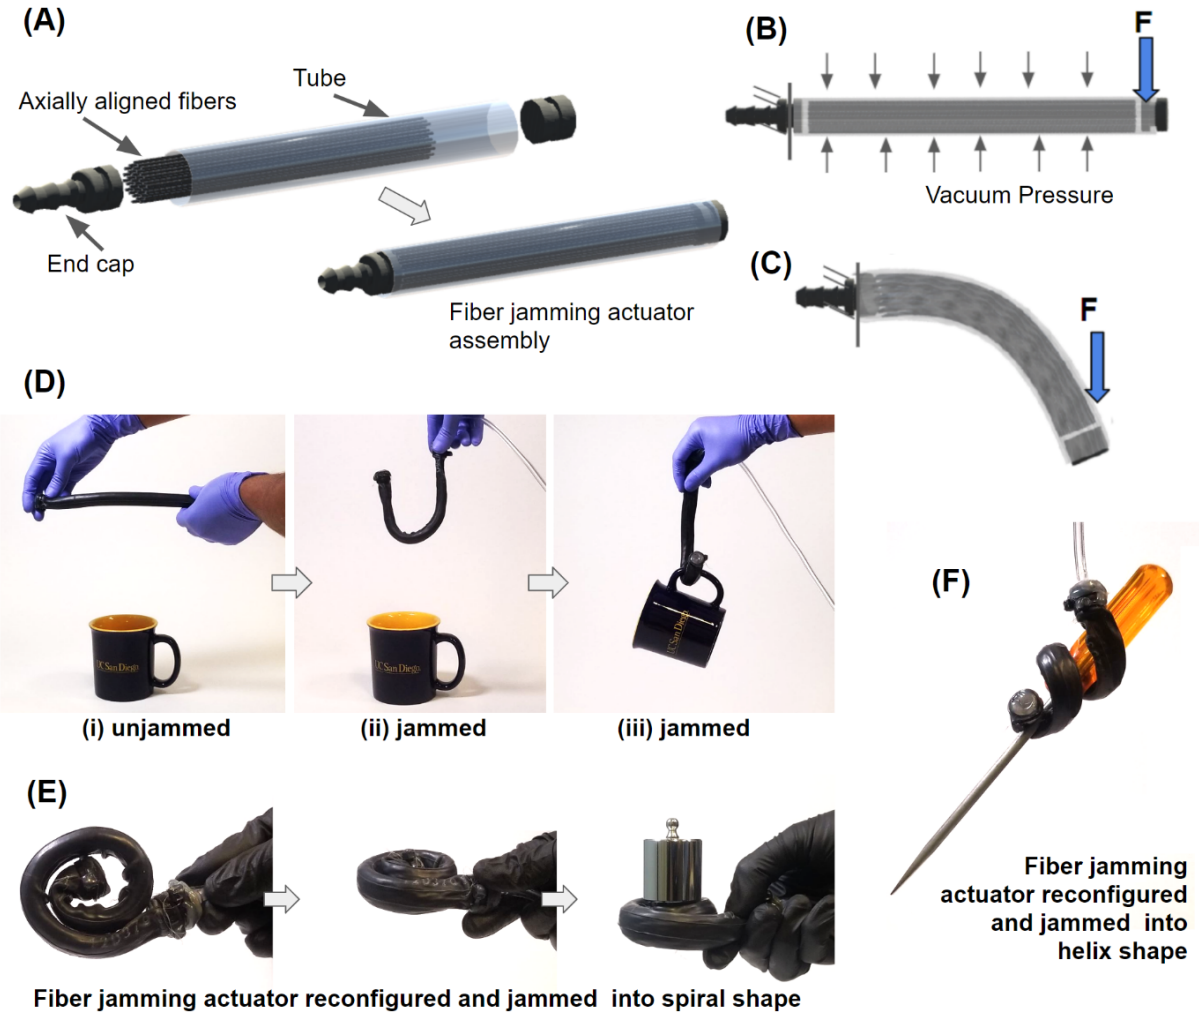 (A)
Tube
Axially aligned fibers
End cap
Fiber jamming actuator
assembly
(B)
F
Vacuum Pressure
(C)
F
(D)
UC San Diego
UC San Diego
UC San Diego
(i) unjammed
(ii) jammed
(iii) jammed
(E)
Fiber jamming actuator reconfigured and jammed  into spiral shape
(F)
Fiber jamming
actuator reconfigured
and jammed  into
helix shape